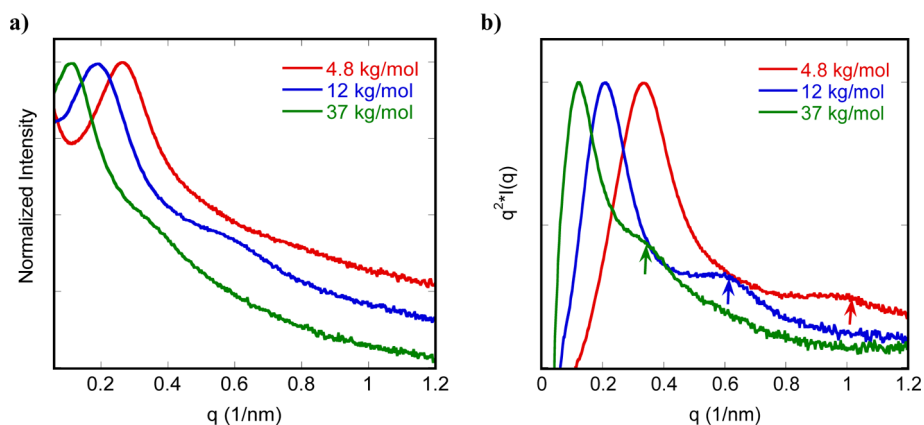 a)
Normalized Intensity
4.8 kg/mol
12 kg/mol
37 kg/mol
0.2 0.4 0.6 0.8 1 1.2
q (1/nm)
b)
q²*I(q)
4.8 kg/mol
12 kg/mol
37 kg/mol
0 0.2 0.4 0.6 0.8 1 1.2
q (1/nm)